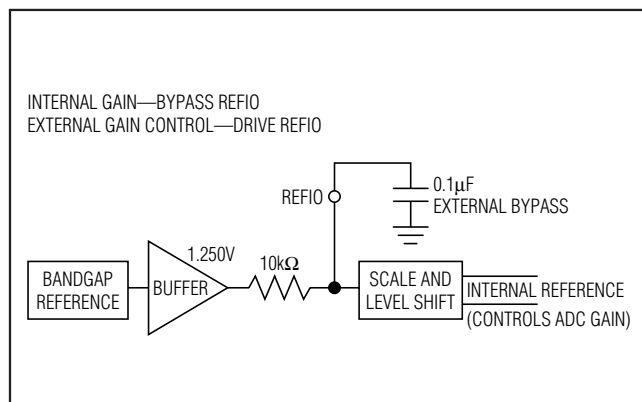 INTERNAL GAIN—BYPASS REFIO
EXTERNAL GAIN CONTROL—DRIVE REFIO
REFIO
0.1μF
EXTERNAL BYPASS
1.250V
10kΩ
BANDGAP
REFERENCE
BUFFER
SCALE AND
LEVEL SHIFT
INTERNAL REFERENCE
(CONTROLS ADC GAIN)